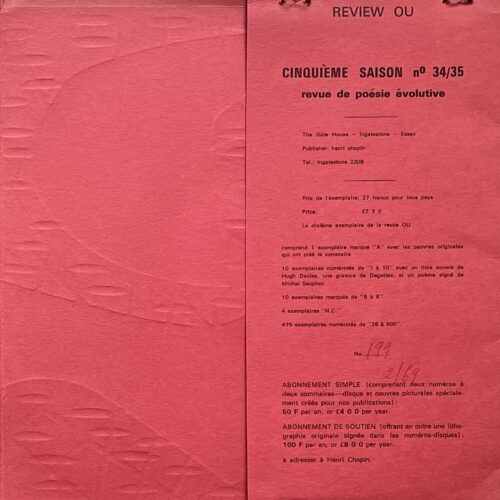 REVIEW OU
CINQUIÈME SAISON nº 34/35
revue de poésie évolutive
The Gate House – Ingatestone – Essex
Publisher: henri chopin
Tel.: Ingatestone 2308
Prix de l'exemplaire: 27 francs pour tous pays
Price: £2 3 0
Le dixième exemplaire de la revue OU
comprend 1 exemplaire marqué "A" avec les oeuvres originales
qui ont créé le sommaire.
10 exemplaires numérotés de "1 à 10" avec un livre sonore de
Hugh Davies, une gravure de Degottex, et un poème signé de
Michel Seuphor.
10 exemplaires marqués de "B à K".
4 exemplaires "H.C."
475 exemplaires numérotés de "26 à 500".
No 199
2/69
ABONNEMENT SIMPLE (comprenant deux numéros à
deux sommaires—disque et oeuvres picturales spéciale-
ment créés pour nos publications):
50 F par an, or £4 0 0 per year.
ABONNEMENT DE SOUTIEN (offrant en outre une litho-
graphie originale signée dans les numéros-disques):
100 F par an, or £8 0 0 per year.
à adresser à Henri Chopin.